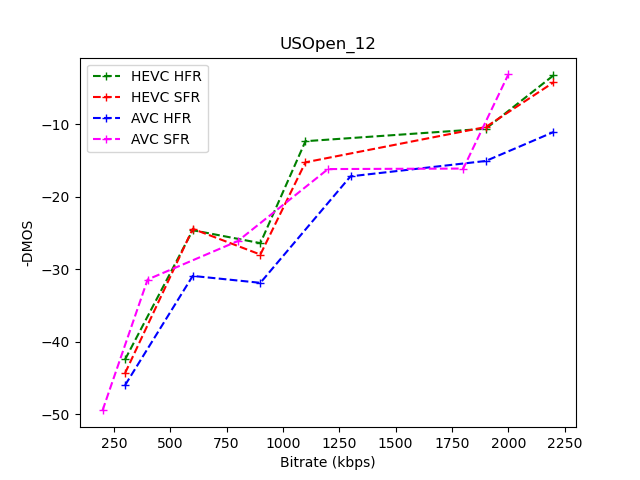 USOpen_12
HEVC HFR
HEVC SFR
AVC HFR
AVC SFR
−10
−20
−30
−40
−50
-DMOS
250 500 750 1000 1250 1500 1750 2000 2250
Bitrate (kbps)